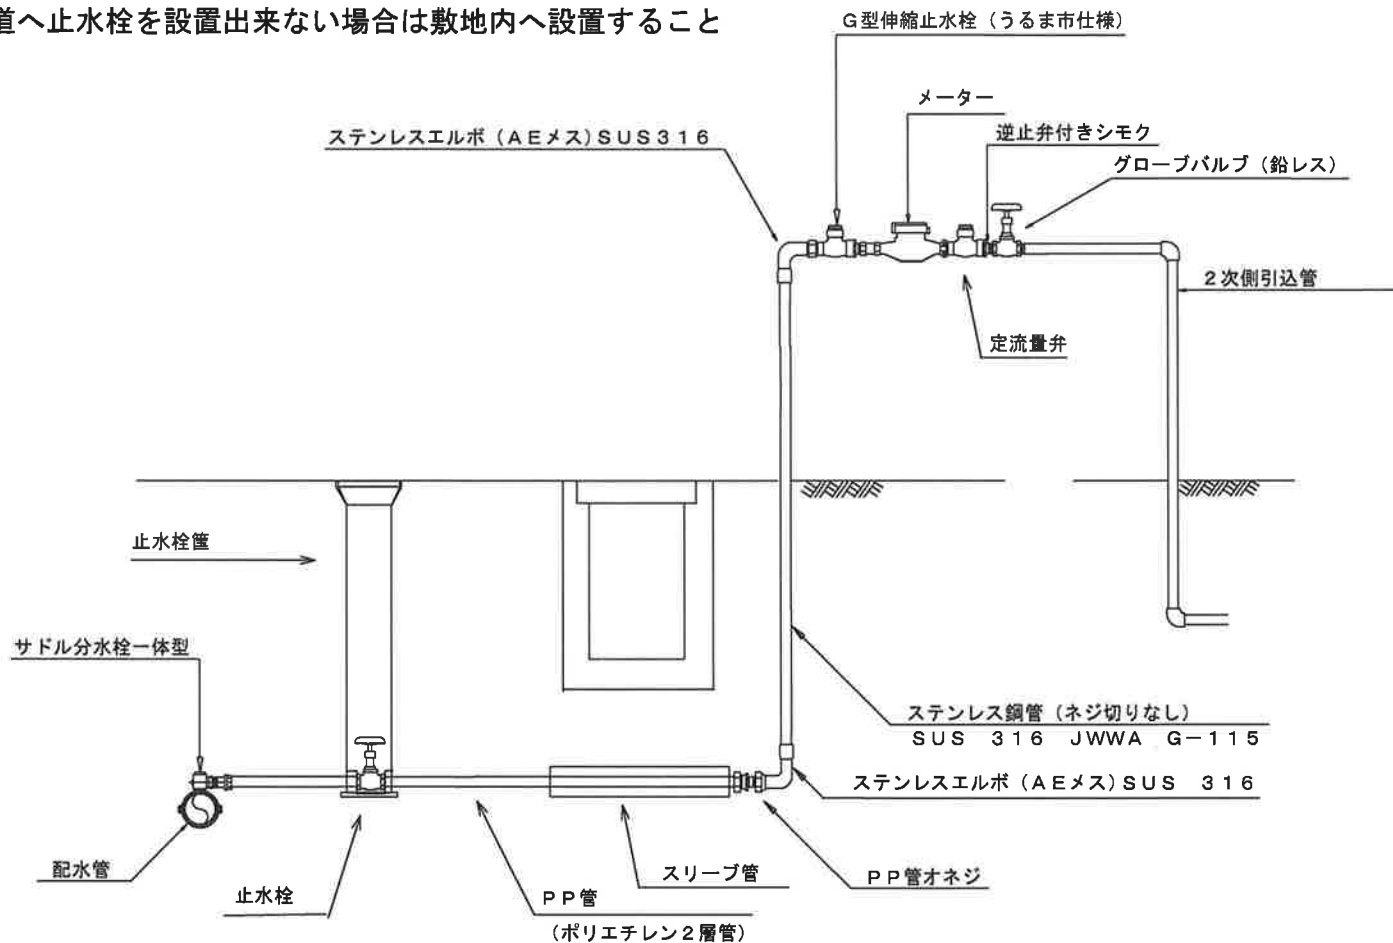 道へ止水栓を設置出来ない場合は敷地内へ設置すること
G型伸縮止水栓（うるま市仕様）
メーター
ステンレスエルボ（AEメス）SUS316
逆止弁付きシモク
グローブバルブ（鉛レス）
2次側引込管
定流量弁
止水栓筐
サドル分水栓一体型
ステンレス鋼管（ネジ切りなし）
SUS 316 JWWA G-115
ステンレスエルボ（AEメス）SUS 316
配水管
止水栓
PP管
（ポリエチレン2層管）
スリーブ管
PP管オネジ